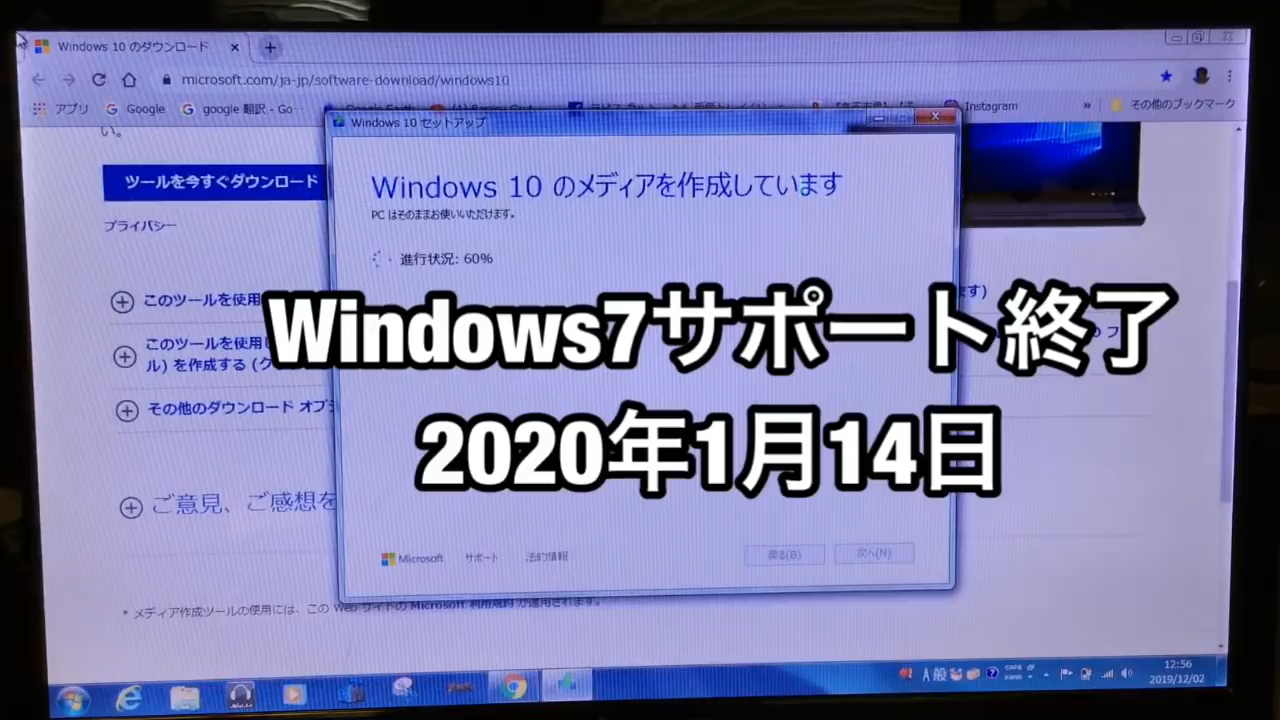 Windows 10 のダウンロード
microsoft.com/ja-jp/software-download/windows10
アプリ Google google 翻訳 - Go… Instagram » その他のブックマーク
い。
Windows 10 セットアップ
ツールを今すぐダウンロード
Windows 10 のメディアを作成しています
PC はそのままお使いいただけます。
プライバシー
進行状況: 60%
このツールを使用
ます)
Windows7サポート終了
このツールを使用
ル) を作成する (ク
その他のダウンロード オプ
2020年1月14日
ご意見、ご感想を
Microsoft サポート 法的情報 戻る(B) 次へ(N)
* メディア作成ツールの使用には、この Web サイトの Microsoft 利用規約 が適用されます。
A 般 CAPS KANA
12:56
2019/12/02